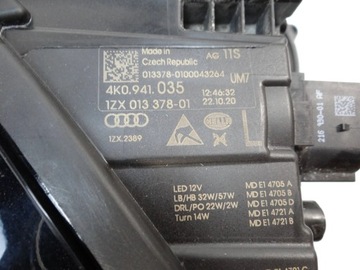 Made in
Czech Republic
AG 11S
013378-0100043264
UM7
4K0.941.035
12:46:32
22.10.20
1ZX 013 378-01
HELLA
L
1ZX.2389
LED 12V
LB/HB 32W/57W
DRL/PO 22W/2W
Turn 14W
MD E1 4705 A
MD E1 4705 B
MD E1 4705 D
MD E1 4721 A
MD E1 4721 B